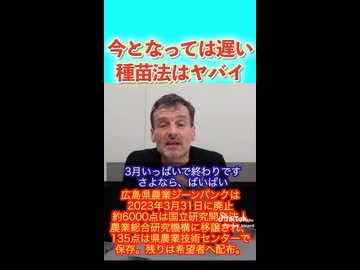 今となっては遅い
種苗法はヤバイ
3月いっぱいで終わりです
さよなら、ばいばい
広島県農業ジーンバンクは
2023年3月31日に廃止
約6000点は国立研究開発法人
農業総合研究機構に移譲され、
135点は県農業技術センターで
保存。残りは希望者へ配布。
TikTok